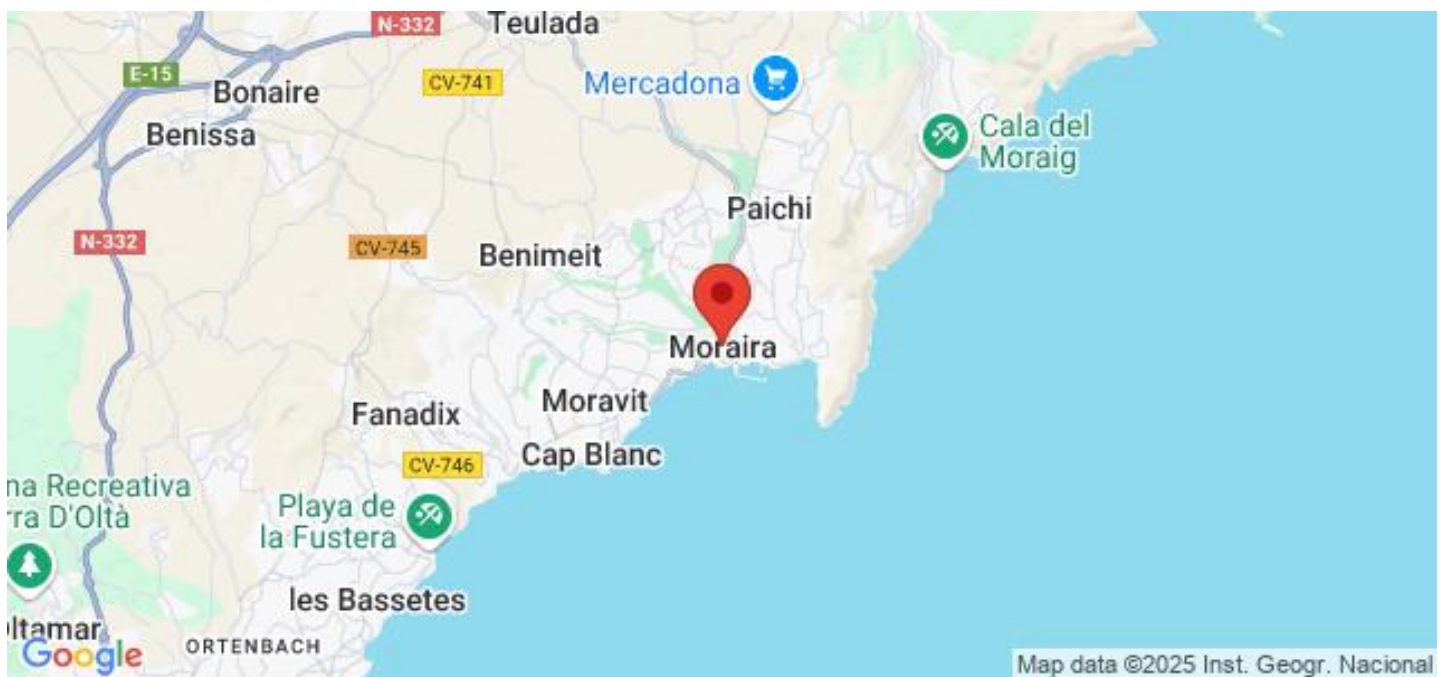 Teulada
N-332
E-15
Bonaire
CV-741
Mercadona
Benissa
Cala del
Moraig
Paichi
N-332
CV-745
Benimeit
Moraira
Moravit
Fanadix
Cap Blanc
CV-746
na Recreativa
rra D'Oltà
Playa de
la Fustera
les Bassetes
ltamar
ORTENBACH
Google
Map data ©2025 Inst. Geogr. Nacional